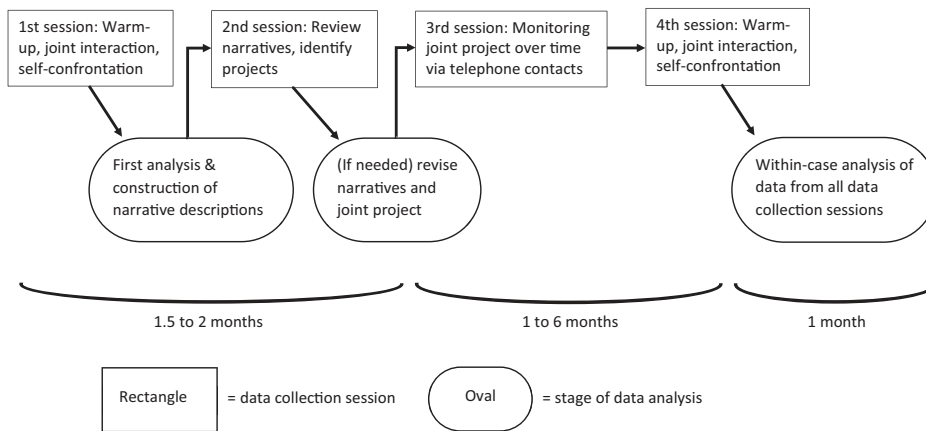 1st session: Warm-
up, joint interaction,
self-confrontation
2nd session: Review
narratives, identify
projects
3rd session: Monitoring
joint project over time
via telephone contacts
4th session: Warm-
up, joint interaction,
self-confrontation
First analysis &
construction of
narrative descriptions
(If needed) revise
narratives and
joint project
Within-case analysis of
data from all data
collection sessions
1.5 to 2 months
1 to 6 months
1 month
Rectangle
= data collection session
Oval
= stage of data analysis